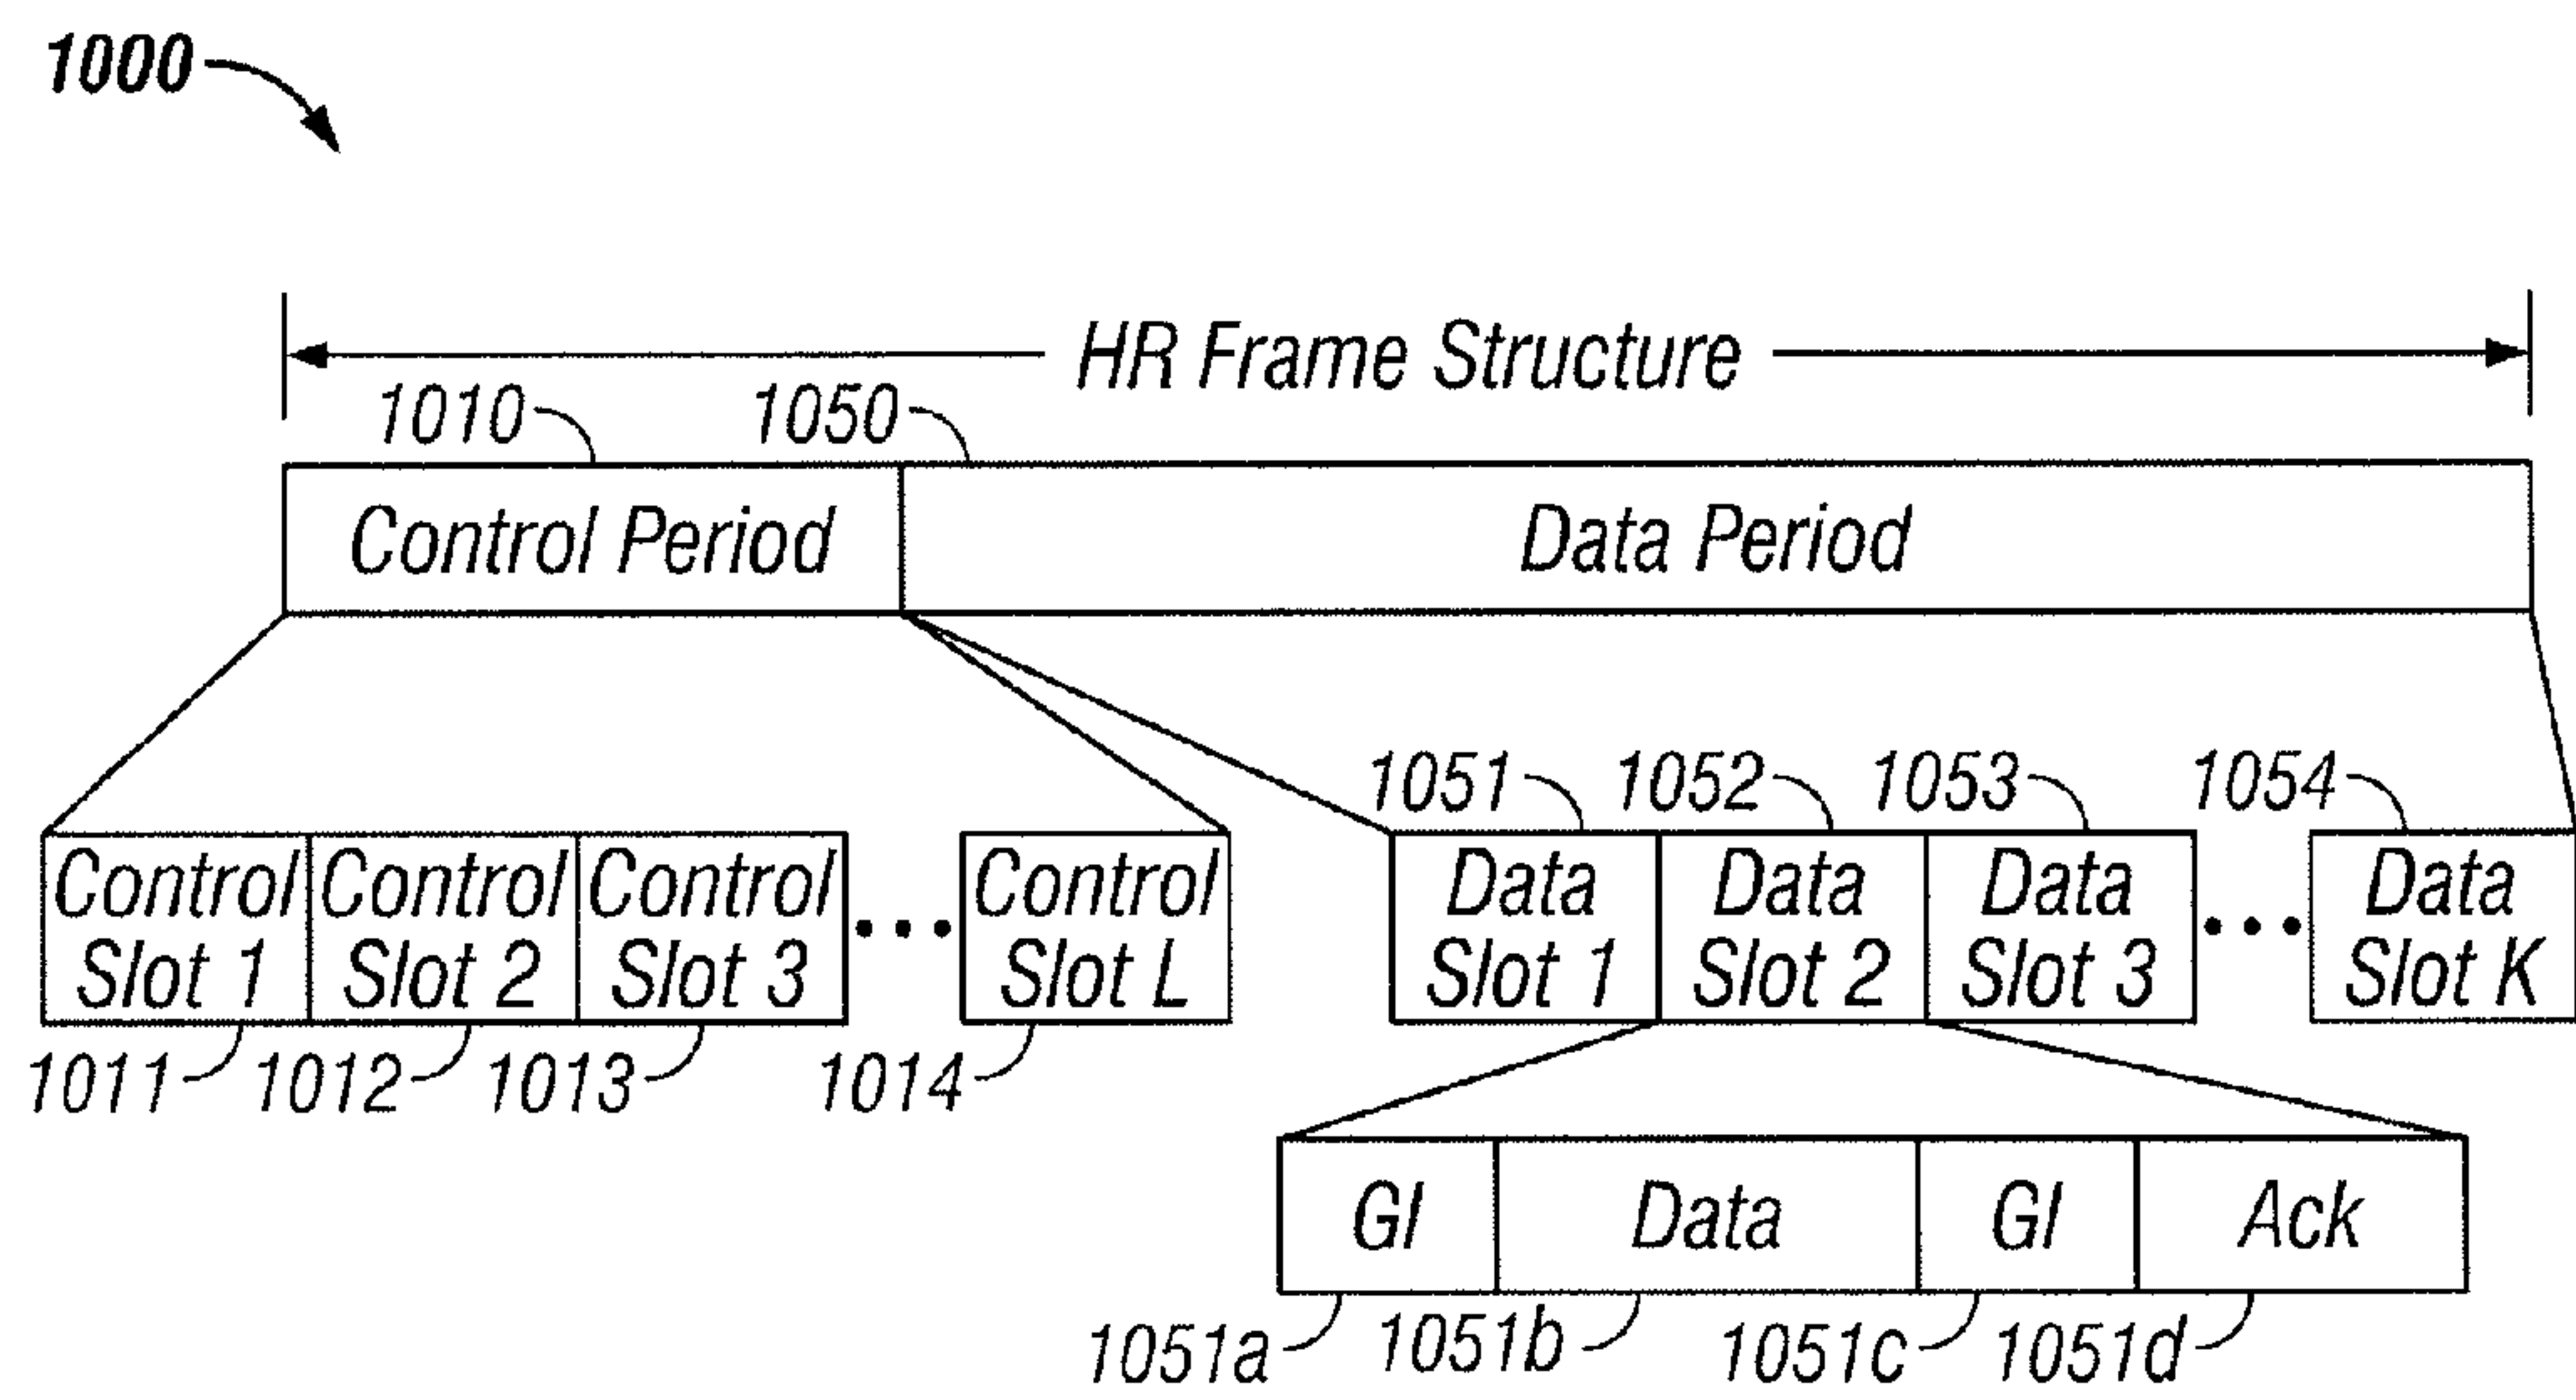 1000
HR Frame Structure
1010 1050
Control Period Data Period
1051 1052 1053 1054
Control Slot 1 Control Slot 2 Control Slot 3 ••• Control Slot L Data Slot 1 Data Slot 2 Data Slot 3 ••• Data Slot K
1011 1012 1013 1014
GI Data GI Ack
1051a 1051b 1051c 1051d